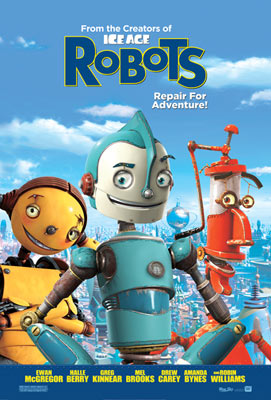 From the Creators of
ICE AGE
ROBOTS
Repair For
Adventure!
EWAN McGREGOR HALLE BERRY GREG KINNEAR MEL BROOKS DREW CAREY AMANDA BYNES AND ROBIN WILLIAMS